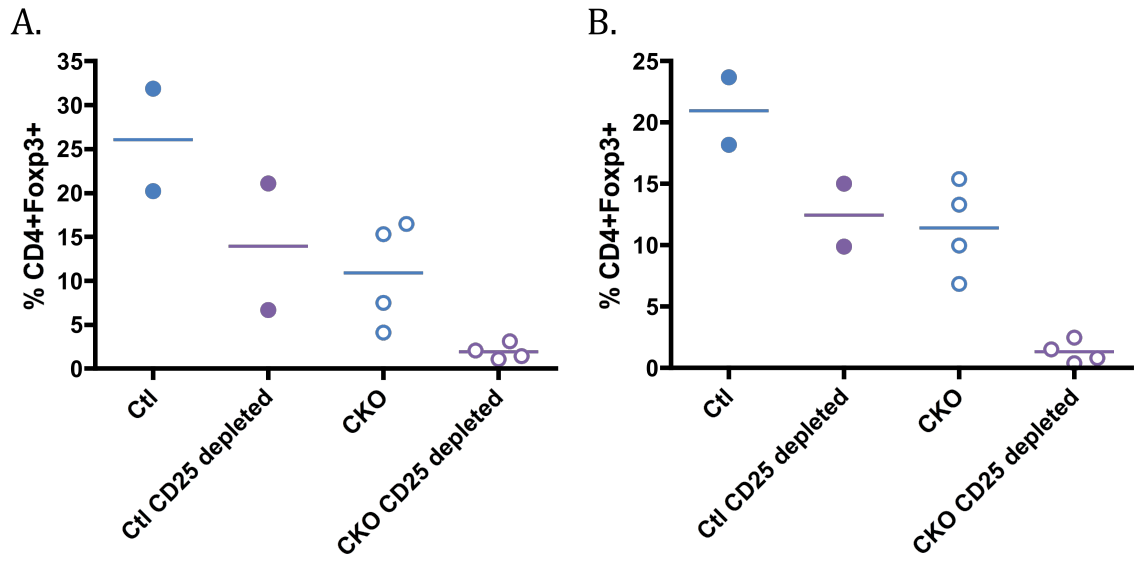 A.
% CD4+Foxp3+
35
30
25
20
15
10
5
0
Ctl
Ctl CD25 depleted
CKO
CKO CD25 depleted
B.
% CD4+Foxp3+
25
20
15
10
5
0
Ctl
Ctl CD25 depleted
CKO
CKO CD25 depleted